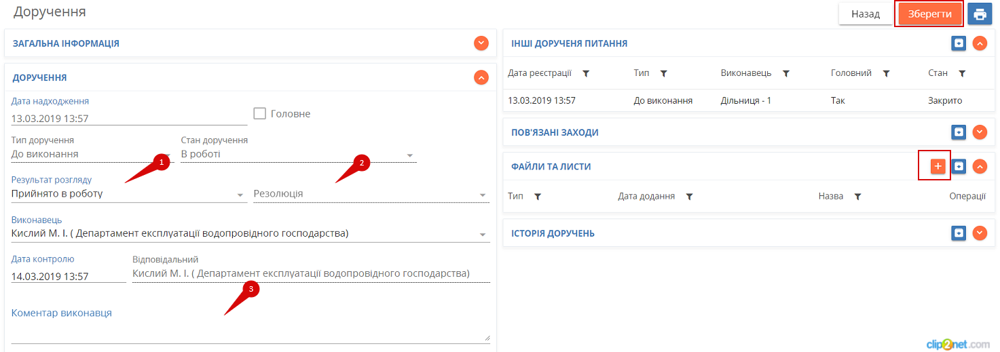 Доручення
Назад
Зберегти
ЗАГАЛЬНА ІНФОРМАЦІЯ
ДОРУЧЕННЯ
Дата надходження
13.03.2019 13:57
Головне
Тип доручення
Стан доручення
До виконання
В роботі
1
2
Результат розгляду
Прийнято в роботу
Резолюція
Виконавець
Кислий М. І. ( Департамент експлуатації водопровідного господарства)
Дата контролю
Відповідальний
14.03.2019 13:57
Кислий М. І. ( Департамент експлуатації водопровідного господарства)
3
Коментар виконавця
ІНШІ ДОРУЧЕНЯ ПИТАННЯ
Дата реєстрації
Тип
Виконавець
Головний
Стан
13.03.2019 13:57
До виконання
Дільниця - 1
Так
Закрито
ПОВ'ЯЗАНІ ЗАХОДИ
ФАЙЛИ ТА ЛИСТИ
Тип
Дата додання
Назва
Операції
ІСТОРІЯ ДОРУЧЕНЬ
clip2net.com